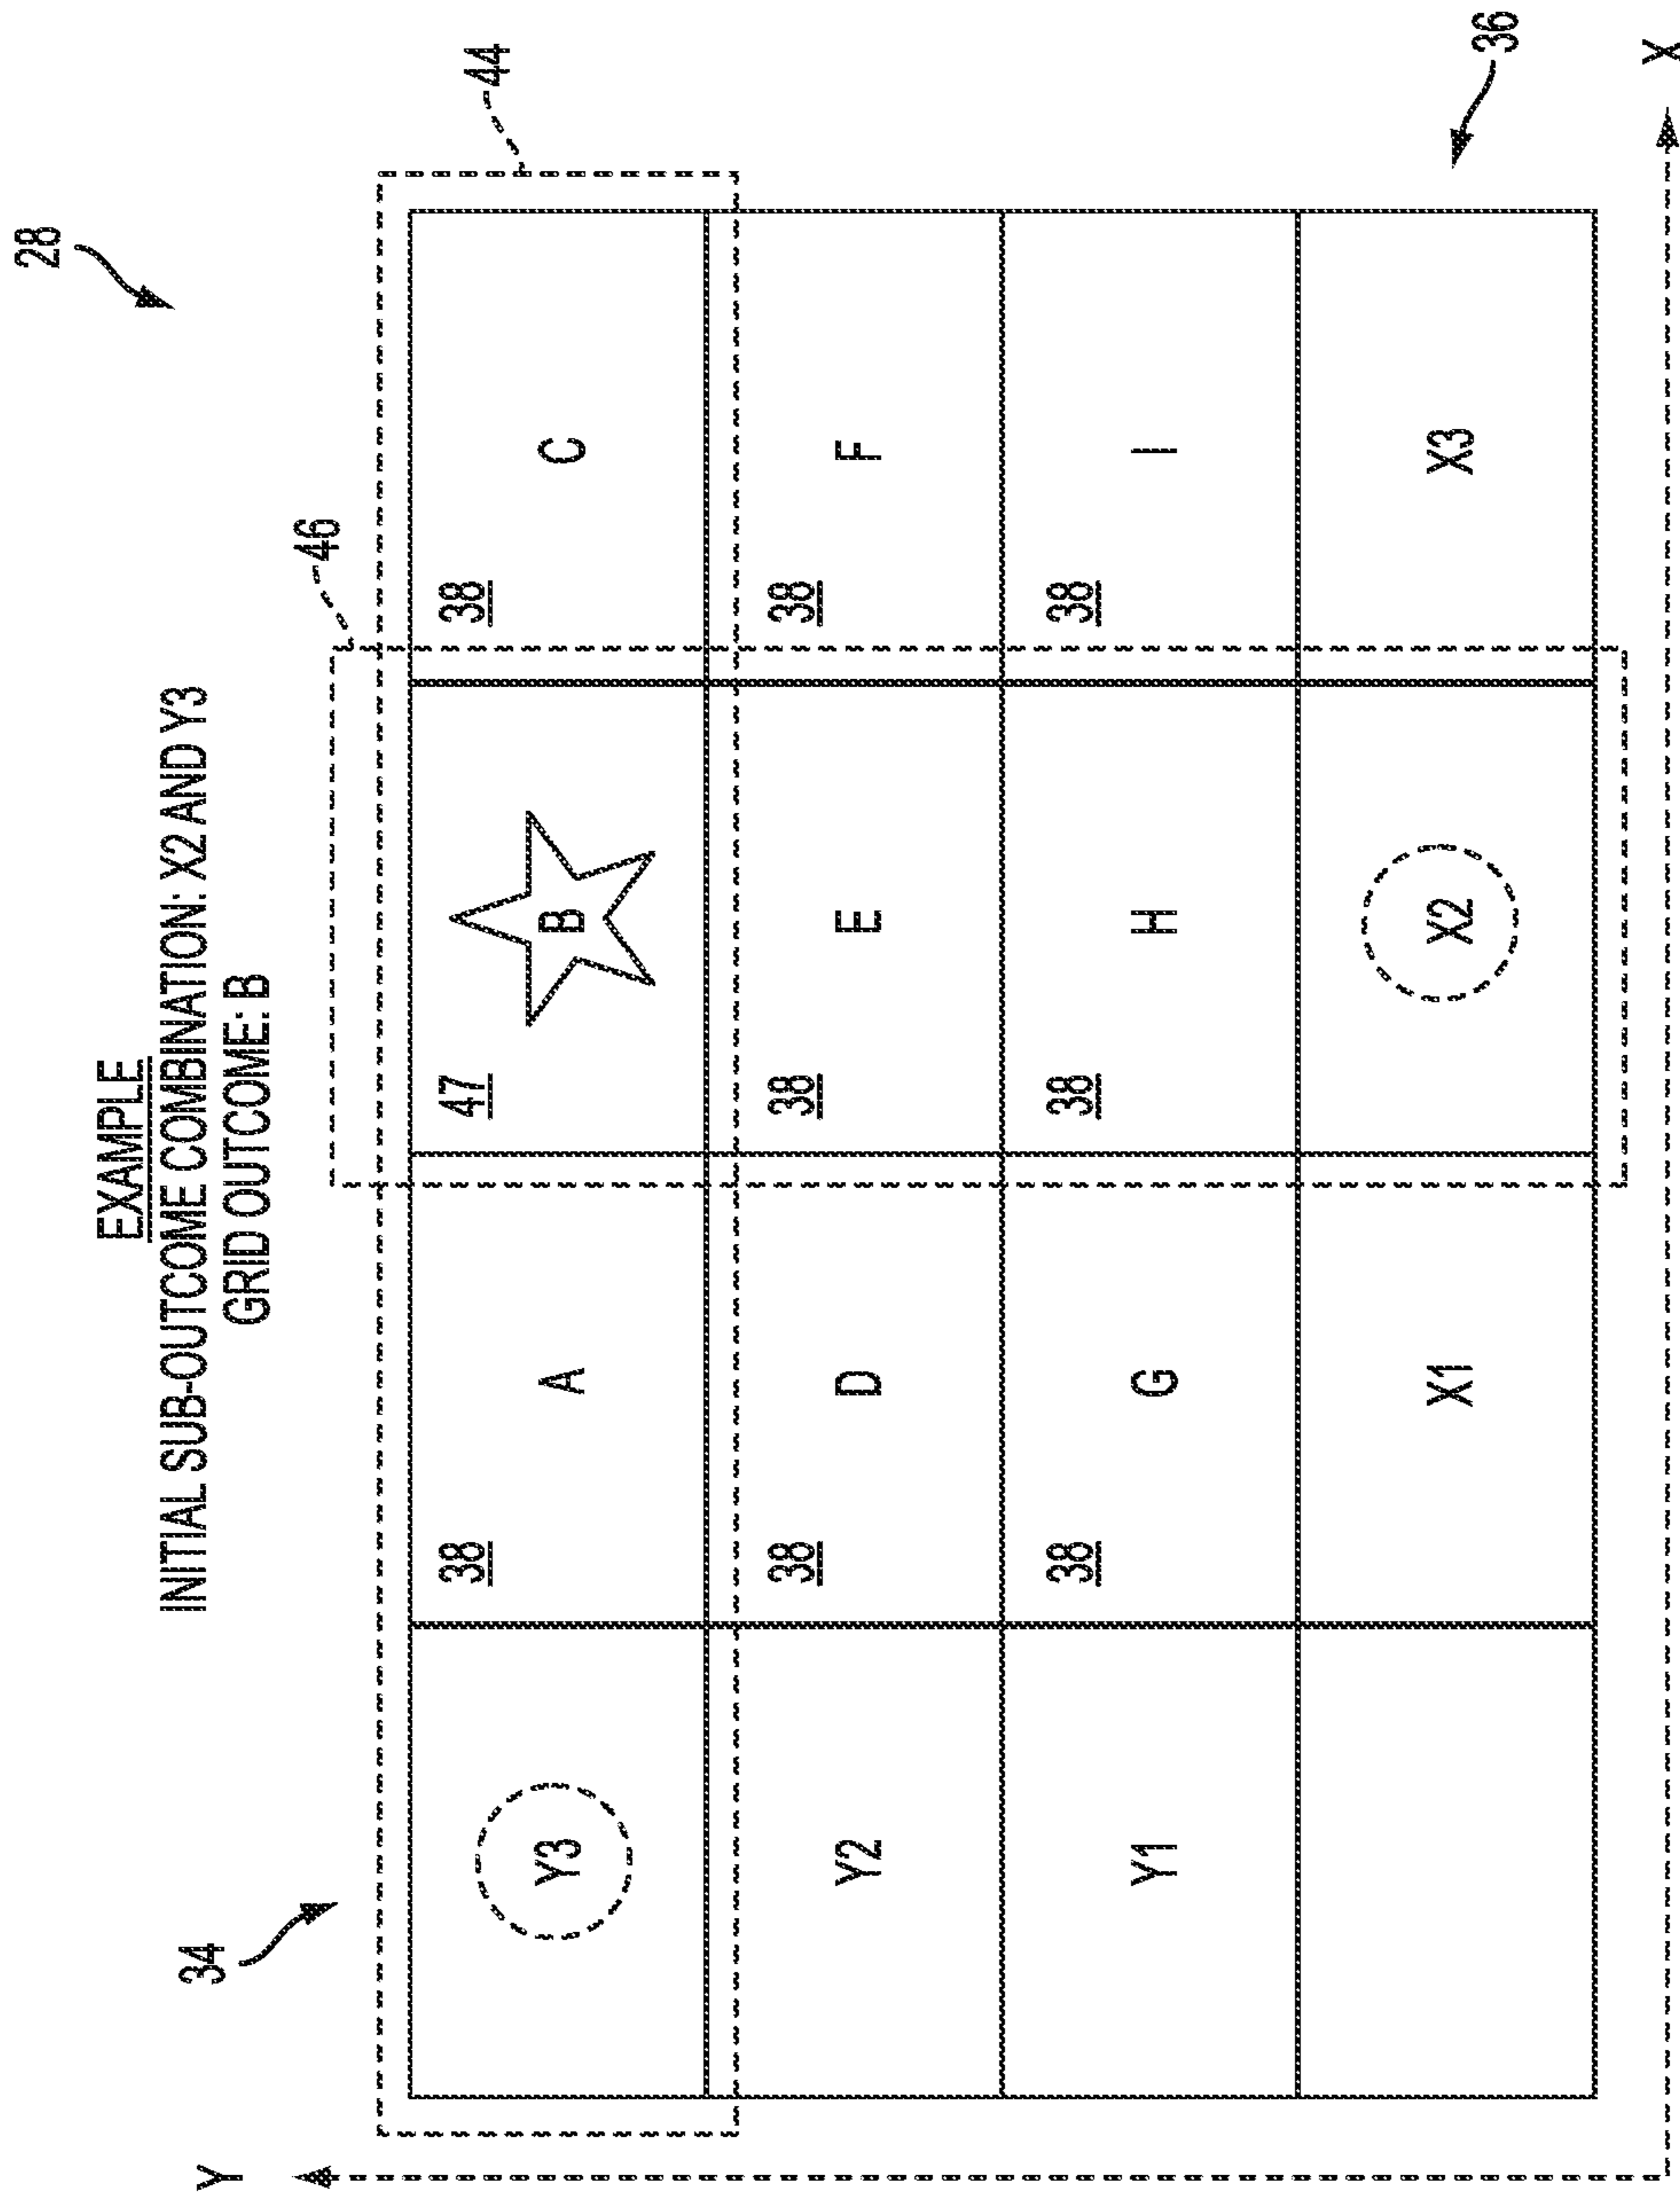 28
EXAMPLE
INITIAL SUB-OUTCOME COMBINATION: X2 AND Y3
GRID OUTCOME: B
Y
34
46
44
Y3
38 A
47 B
38 C
Y2
38 D
38 E
38 F
Y1
38 G
38 H
38 I
X1
X2
X3
36
X